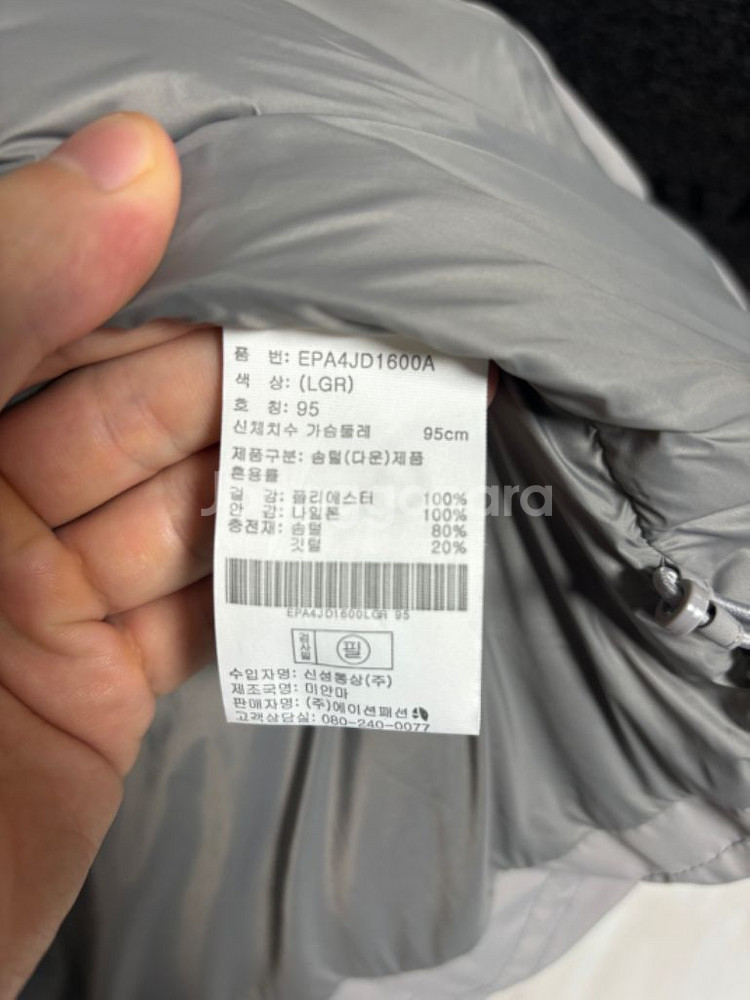 품 번: EPA4JD1600A
색 상: (LGR)
호 칭: 95
신체치수 가슴둘레 95cm
제품구분: 솜털(다운)제품
혼용률
겉 감: 폴리에스터 100%
안 감: 나일론 100%
충전재: 솜털 80%
깃털 20%
EPA4JD1600LGR 95
검사필 필
수입자명: 신성통상(주)
제조국명: 미얀마
판매자명: (주)에이션패션
고객상담실: 080-240-0077